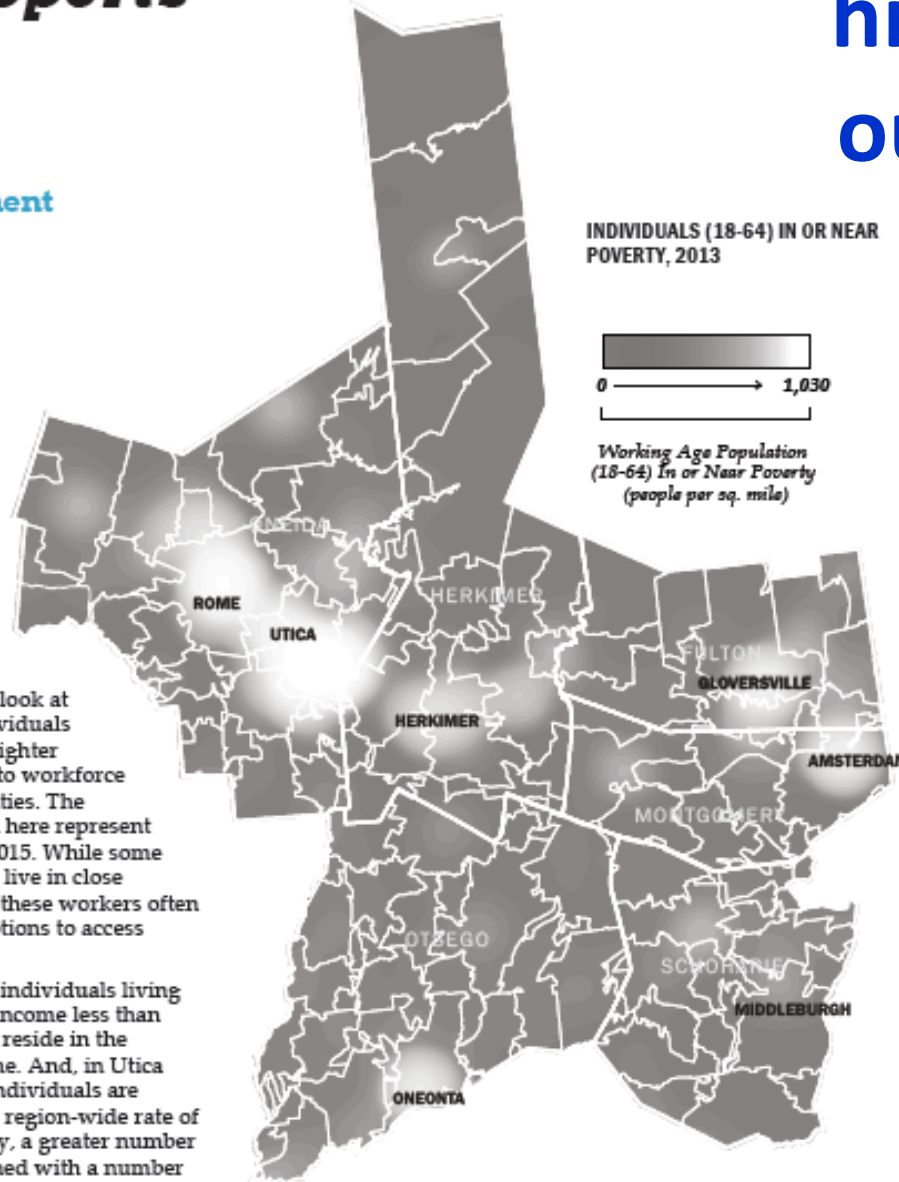 ports
hi
ou
ent
INDIVIDUALS (18-64) IN OR NEAR
POVERTY, 2013
0
1,030
Working Age Population
(18-64) In or Near Poverty
(people per sq. mile)
ONEIDA
HERKIMER
ROME
UTICA
FULTON
GLOVERSVILLE
HERKIMER
AMSTERDAM
MONTGOMERY
OTSEGO
SCHOHARIE
MIDDLEBURGH
ONEONTA
look at
viduals
ighter
to workforce
ties. The
here represent
015. While some
live in close
these workers often
tions to access
individuals living
ncome less than
reside in the
ne. And, in Utica
ndividuals are
region-wide rate of
y, a greater number
ned with a number